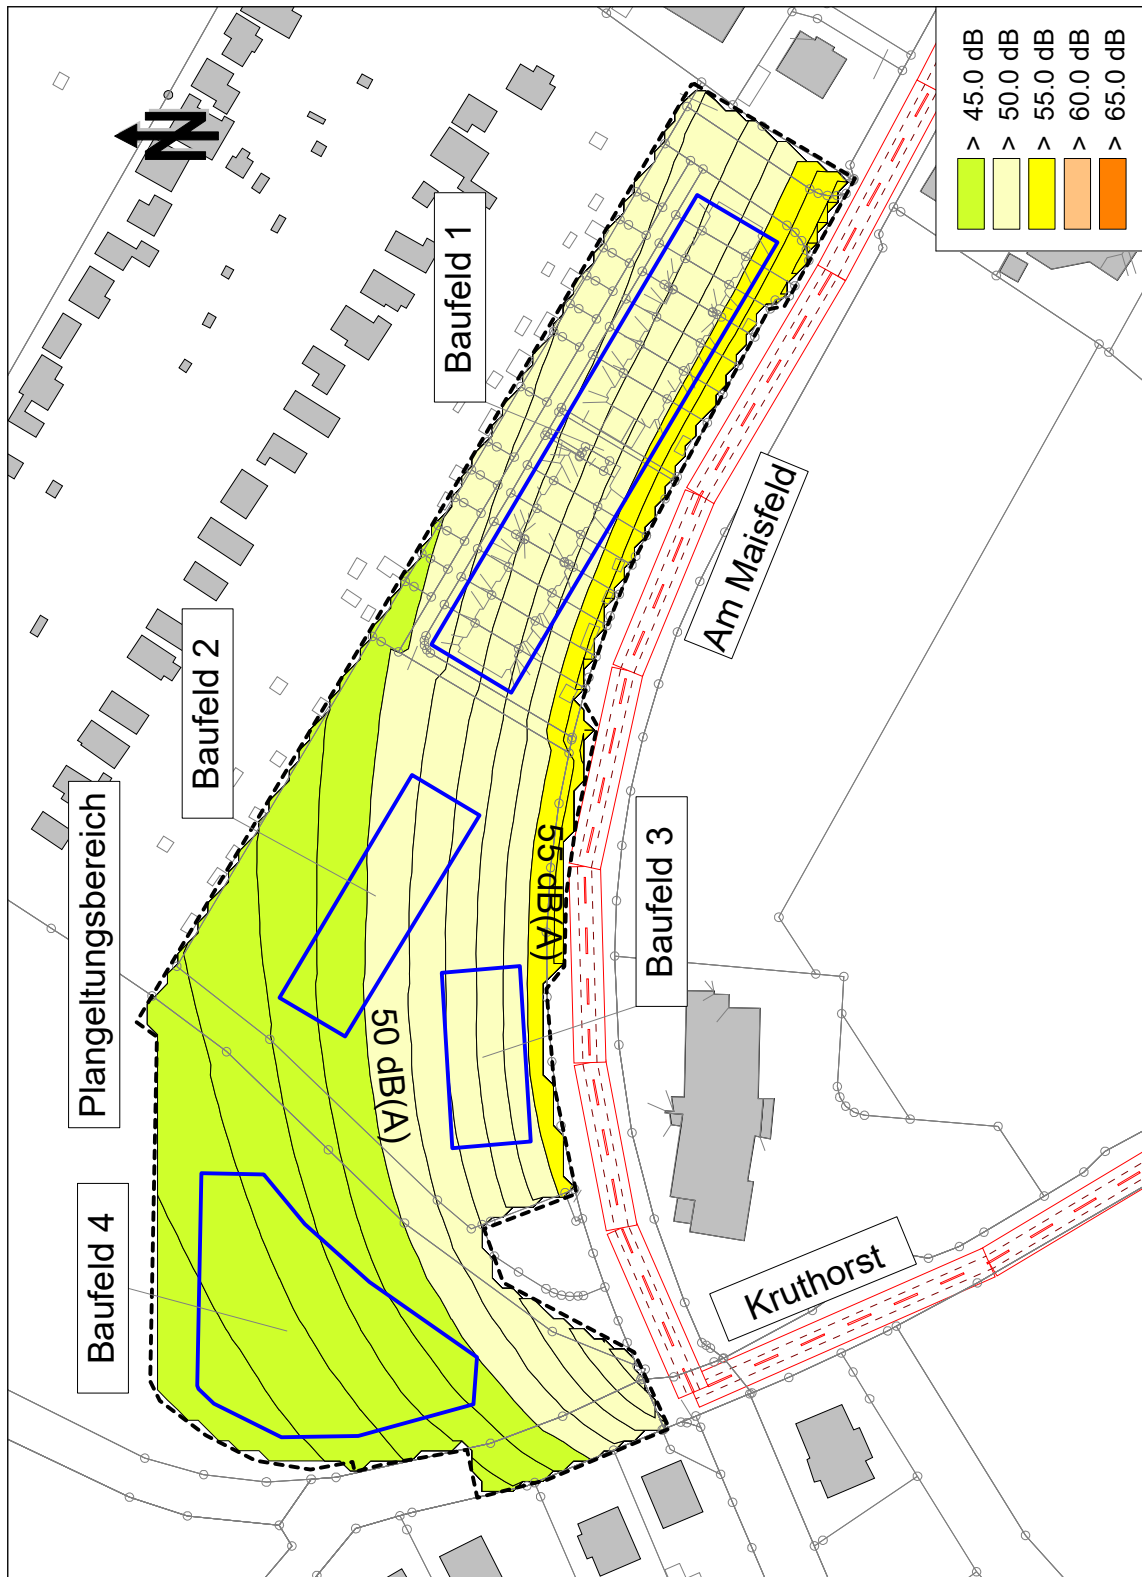 N
Baufeld 1
Baufeld 2
Plangeltungsbereich
Baufeld 4
Baufeld 3
50 dB(A)
55 dB(A)
Am Maisfeld
Kruthorst
> 45.0 dB
> 50.0 dB
> 55.0 dB
> 60.0 dB
> 65.0 dB